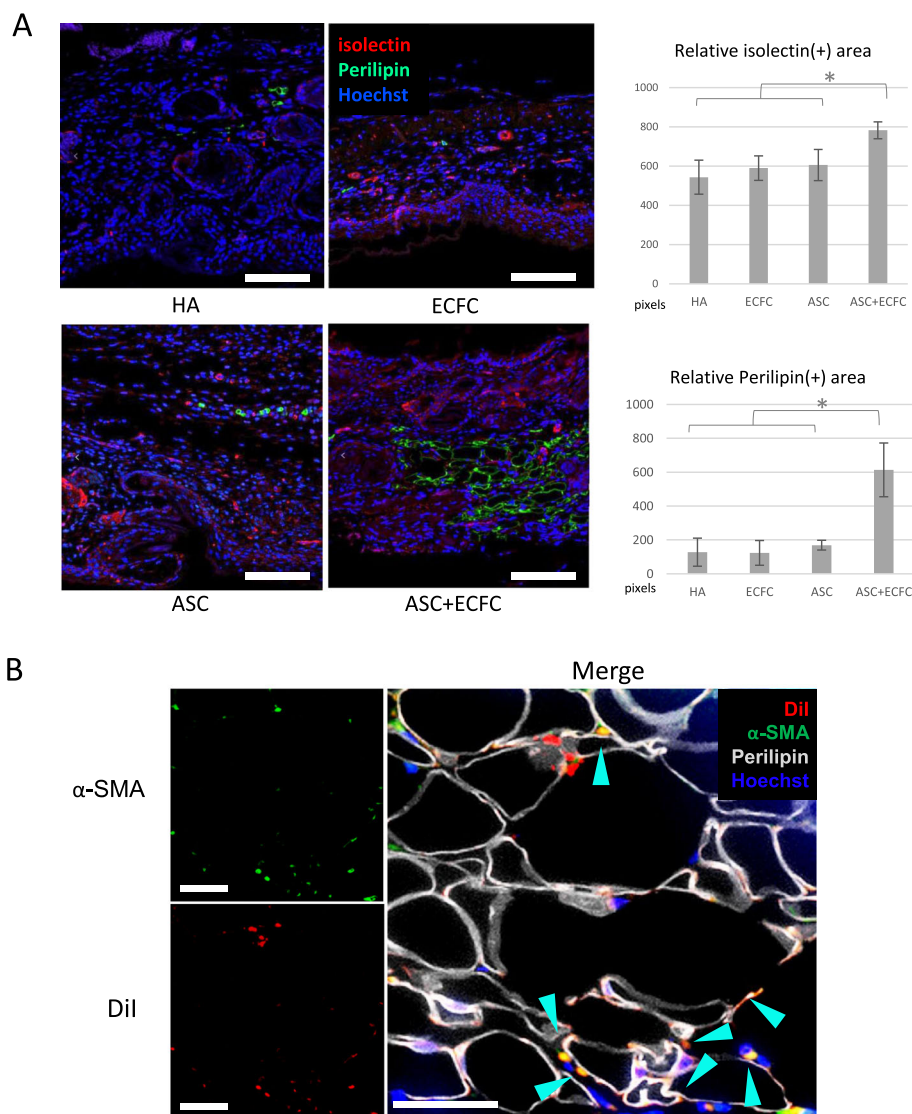 A
isolectin
Perilipin
Hoechst
HA
ECFC
ASC
ASC+ECFC
Relative isolectin(+) area
*
1000
800
600
400
200
0
pixels
HA
ECFC
ASC
ASC+ECFC
Relative Perilipin(+) area
*
1000
800
600
400
200
0
pixels
HA
ECFC
ASC
ASC+ECFC
B
Merge
α-SMA
DiI
DiI
α-SMA
Perilipin
Hoechst